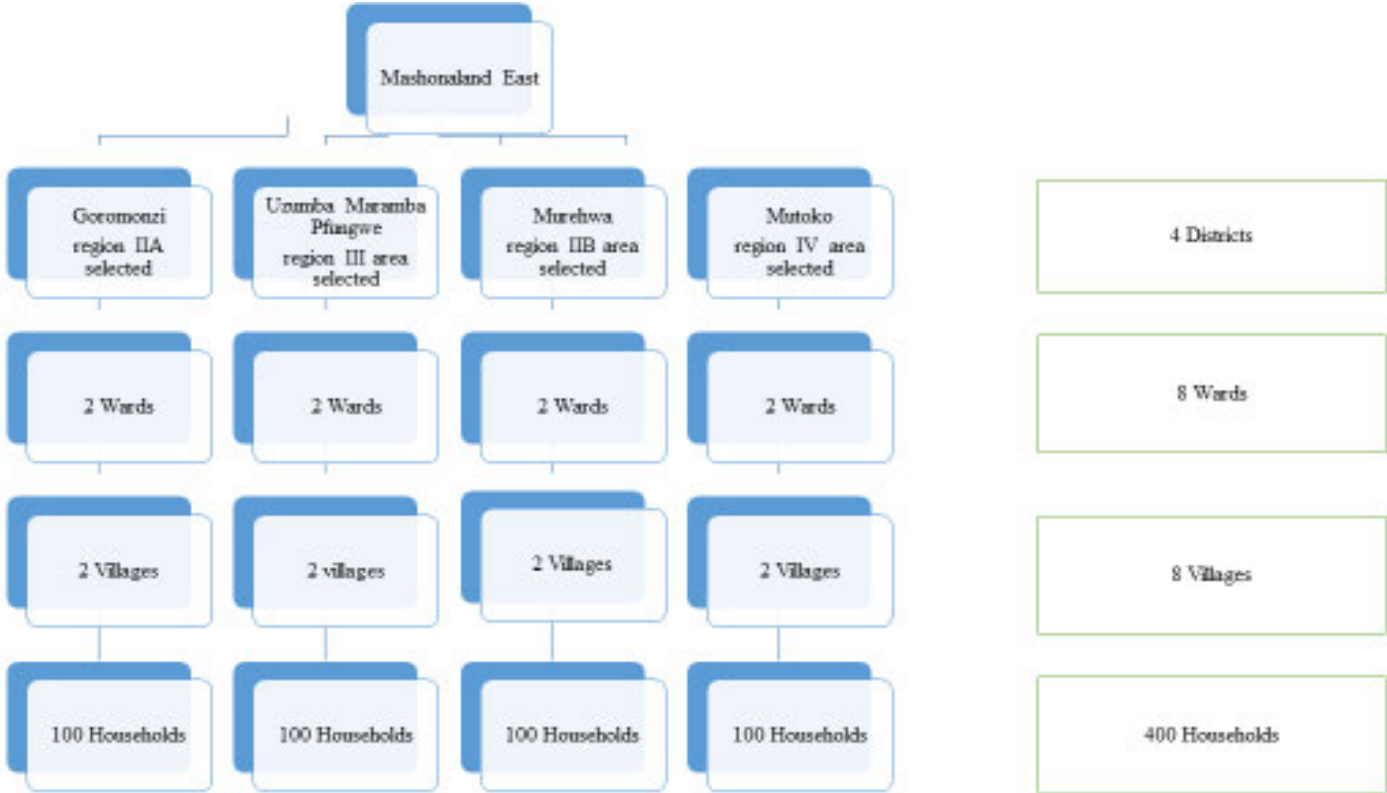 Mashonaland East
Goromonzi
region IIA
selected
Uzumba Maramba
Pfungwe
region III area
selected
Murehwa
region IIB area
selected
Mutoko
region IV area
selected
4 Districts
2 Wards
2 Wards
2 Wards
2 Wards
8 Wards
2 Villages
2 villages
2 Villages
2 Villages
8 Villages
100 Households
100 Households
100 Households
100 Households
400 Households